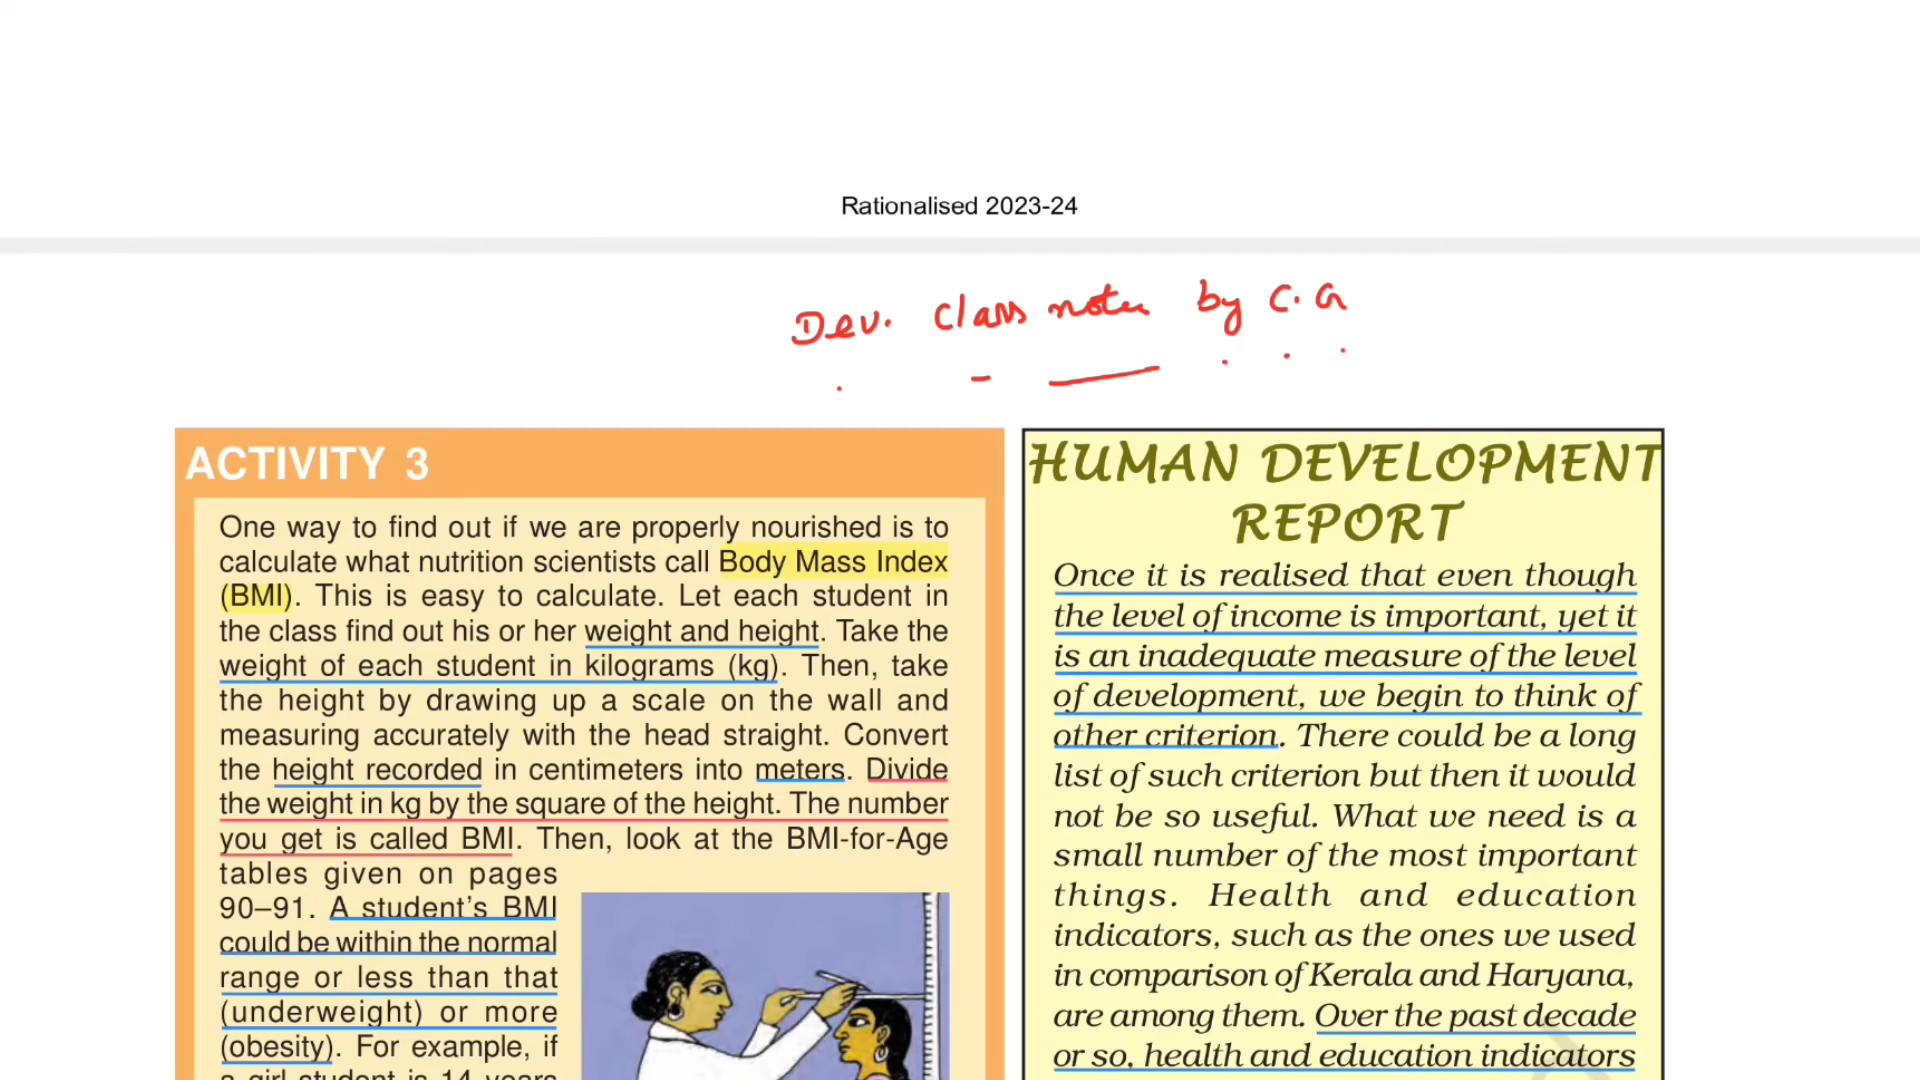 Rationalised 2023-24
Dev. Class notes by C.G
ACTIVITY 3
One way to find out if we are properly nourished is to
calculate what nutrition scientists call Body Mass Index
(BMI). This is easy to calculate. Let each student in
the class find out his or her weight and height. Take the
weight of each student in kilograms (kg). Then, take
the height by drawing up a scale on the wall and
measuring accurately with the head straight. Convert
the height recorded in centimeters into meters. Divide
the weight in kg by the square of the height. The number
you get is called BMI. Then, look at the BMI-for-Age
tables given on pages
90–91. A student's BMI
could be within the normal
range or less than that
(underweight) or more
(obesity). For example, if
a girl student is 14 years
HUMAN DEVELOPMENT
REPORT
Once it is realised that even though
the level of income is important, yet it
is an inadequate measure of the level
of development, we begin to think of
other criterion. There could be a long
list of such criterion but then it would
not be so useful. What we need is a
small number of the most important
things. Health and education
indicators, such as the ones we used
in comparison of Kerala and Haryana,
are among them. Over the past decade
or so, health and education indicators